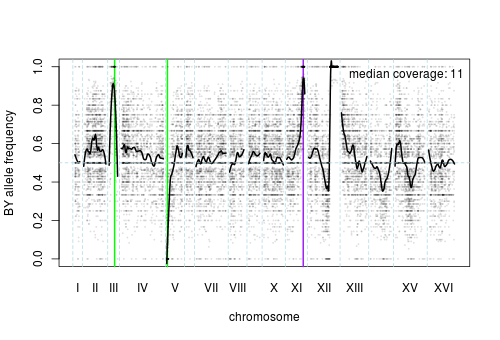 median coverage: 11
BY allele frequency
1.0
0.8
0.6
0.4
0.2
0.0
I II III IV V VII VIII X XI XII XIII XV XVI
chromosome